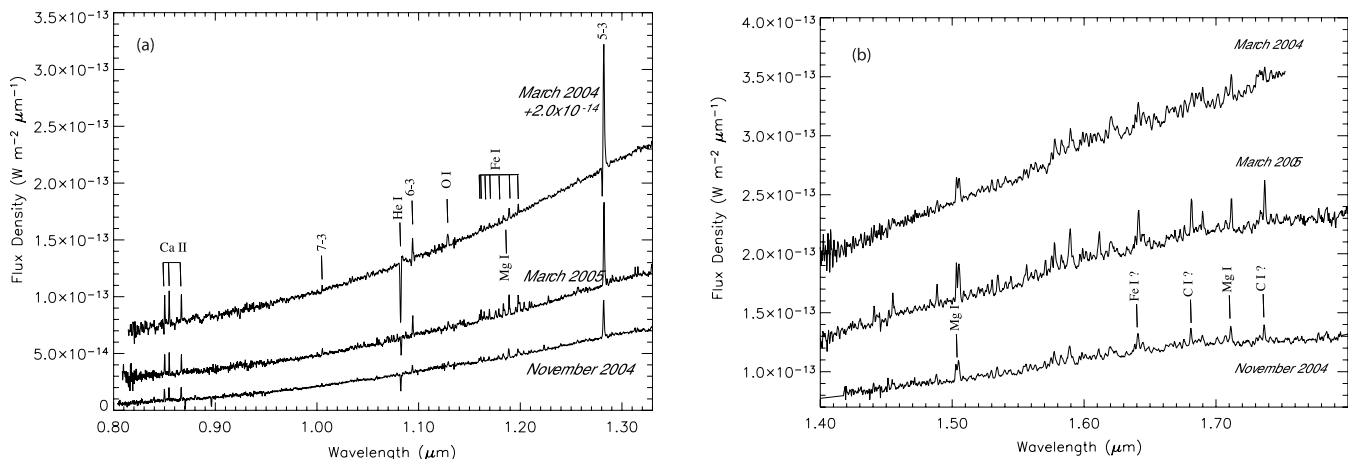 (a)
3.5×10⁻¹³
3.0×10⁻¹³
2.5×10⁻¹³
2.0×10⁻¹³
1.5×10⁻¹³
1.0×10⁻¹³
5.0×10⁻¹⁴
0
Flux Density (W m⁻² μm⁻¹)
0.80
0.90
1.00
1.10
1.20
1.30
Wavelength (μm)
Ca II
7-3
He I
6-3
O I
Fe I
Mg I
5-3
March 2004
+2.0x10⁻¹⁴
March 2005
November 2004
(b)
4.0×10⁻¹³
3.5×10⁻¹³
3.0×10⁻¹³
2.5×10⁻¹³
2.0×10⁻¹³
1.5×10⁻¹³
1.0×10⁻¹³
Flux Density (W m⁻² μm⁻¹)
1.40
1.50
1.60
1.70
Wavelength (μm)
March 2004
March 2005
Mg I
Fe I ?
C I ?
Mg I
C I ?
November 2004